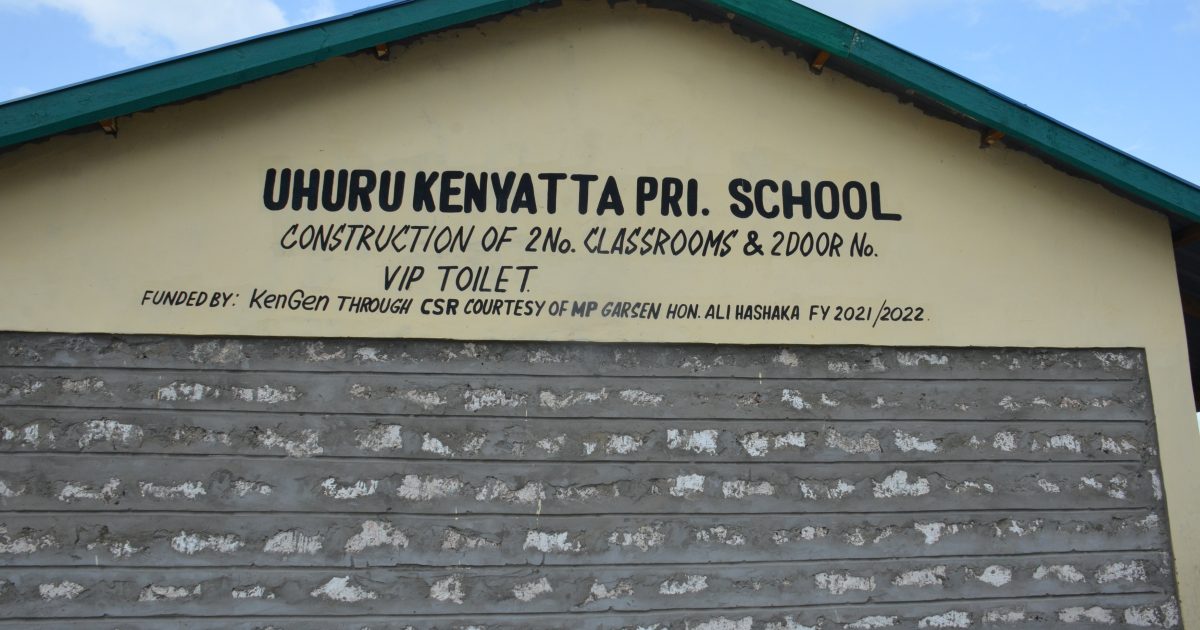 UHURU KENYATTA PRI. SCHOOL
CONSTRUCTION OF 2No. CLASSROOMS & 2DOOR No.
VIP TOILET.
FUNDED BY: KenGen THROUGH CSR COURTESY OF MP GARSEN HON. ALI HASHAKA FY 2021/2022.